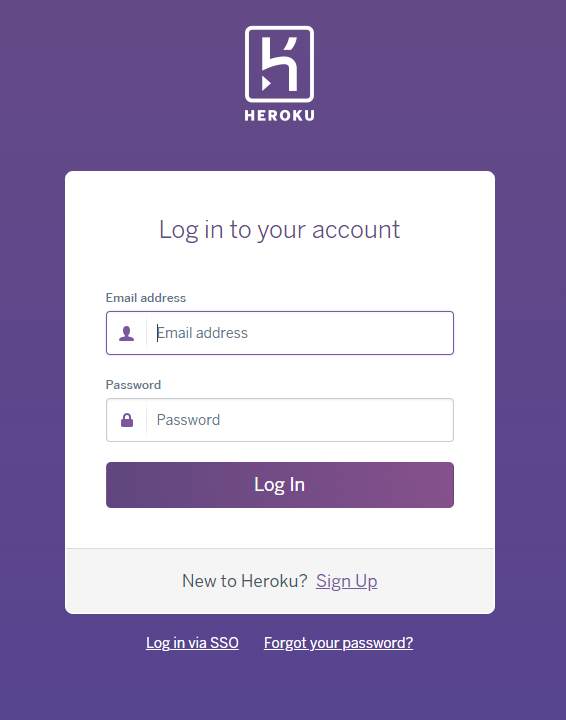 HEROKU
Log in to your account
Email address
Email address
Password
Password
Log In
New to Heroku? Sign Up
Log in via SSO Forgot your password?